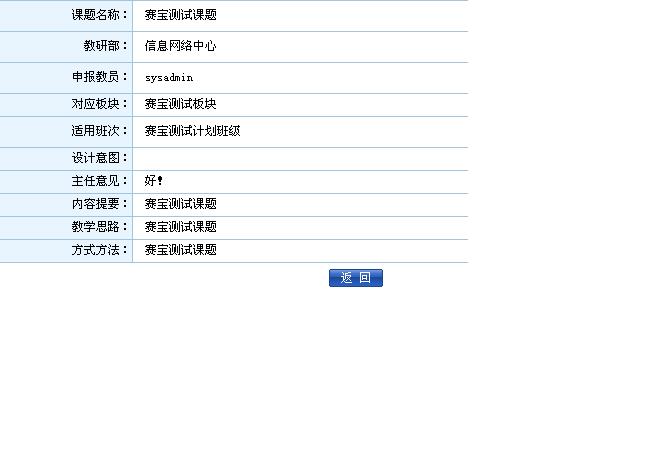 课题名称： 赛宝测试课题
教研部： 信息网络中心
申报教员： sysadmin
对应板块： 赛宝测试板块
适用班次： 赛宝测试计划班级
设计意图：
主任意见： 好！
内容提要： 赛宝测试课题
教学思路： 赛宝测试课题
方式方法： 赛宝测试课题
返 回